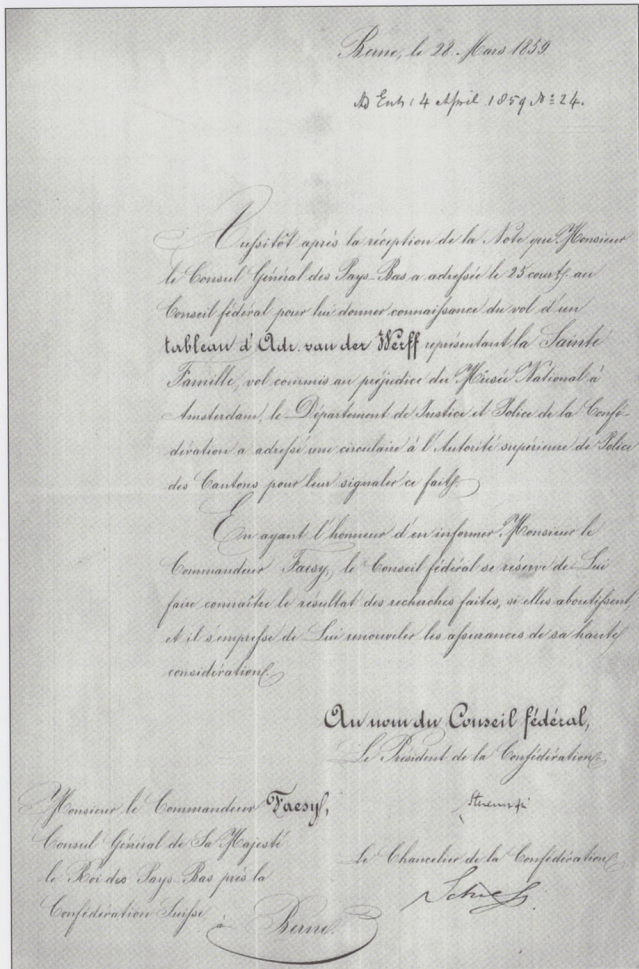 Berne, le 28. Mars 1859
Ent: 4 April 1859 No 24.
Aussitôt après la réception de la Note que Monsieur
le Consul Général des Pays-Bas a adressée le 25 court. au
Conseil fédéral pour lui donner connaissance du vol d'un
tableau d'Adr. van der Werff représentant la Sainte
Famille, vol commis au préjudice du Musée National à
Amsterdam, le Département de Justice et Police de la Confé-
dération a adressé une circulaire à l'Autorité supérieure de Police
des Cantons pour leur signaler ce fait.
En ayant l'honneur d'en informer Monsieur le
Commandeur Faesy, le Conseil fédéral se réserve de Lui
faire connaître le résultat des recherches faites, si elles aboutissent,
et il s'empresse de Lui renouveler les assurances de sa haute
considération.
Au nom du Conseil fédéral,
Le Président de la Confédération
Le Chancelier de la Confédération
Schiess
Monsieur le Commandeur Faesy,
Consul Général de Sa Majesté
le Roi des Pays-Bas près la
Confédération Suisse
à Berne.